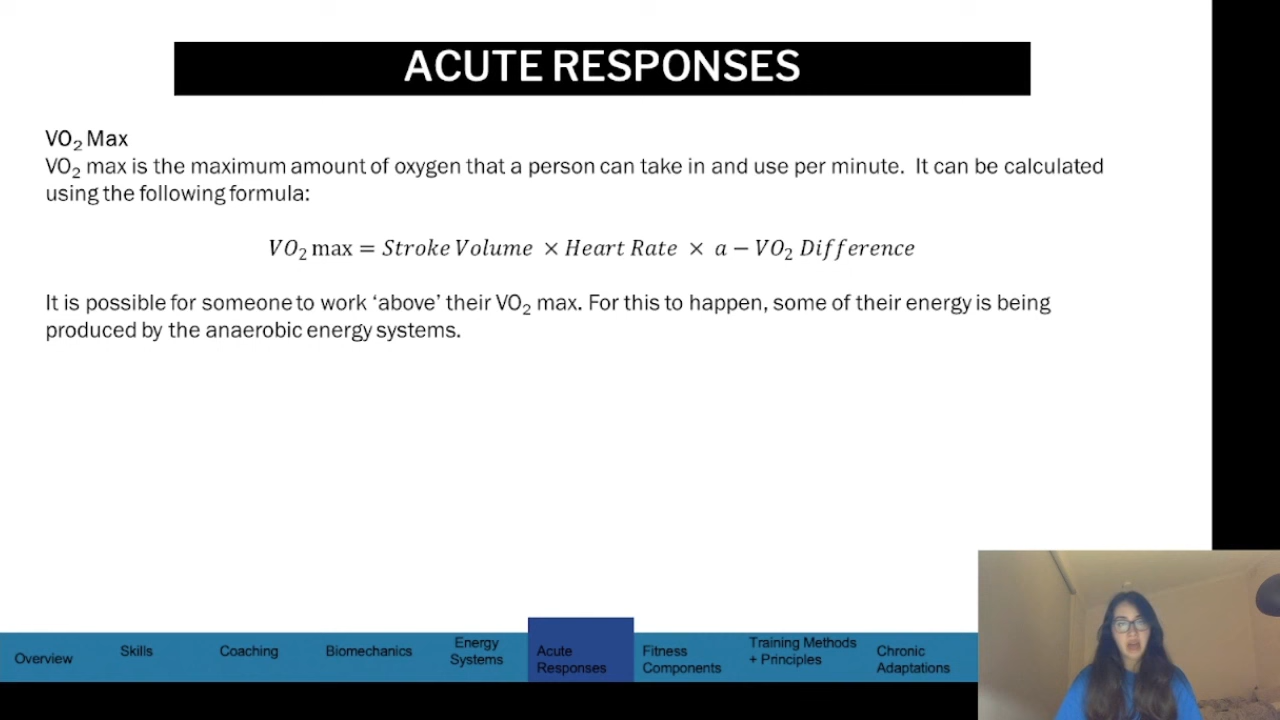 ACUTE RESPONSES
VO₂ Max
VO₂ max is the maximum amount of oxygen that a person can take in and use per minute.  It can be calculated
using the following formula:
VO₂ max = Stroke Volume × Heart Rate × a − VO₂ Difference
It is possible for someone to work ‘above’ their VO₂ max. For this to happen, some of their energy is being
produced by the anaerobic energy systems.
Overview
Skills
Coaching
Biomechanics
Energy
Systems
Acute
Responses
Fitness
Components
Training Methods
+ Principles
Chronic
Adaptations